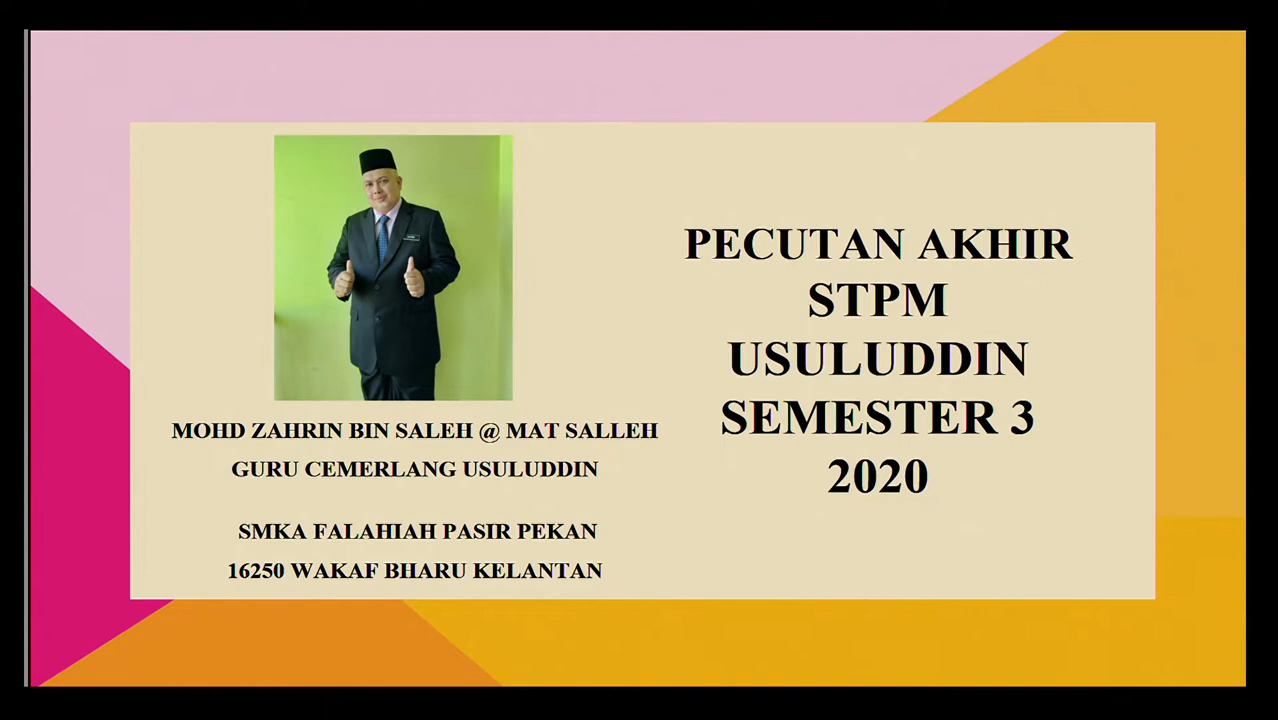 MOHD ZAHRIN BIN SALEH @ MAT SALLEH
GURU CEMERLANG USULUDDIN
SMKA FALAHIAH PASIR PEKAN
16250 WAKAF BHARU KELANTAN
PECUTAN AKHIR
STPM
USULUDDIN
SEMESTER 3
2020